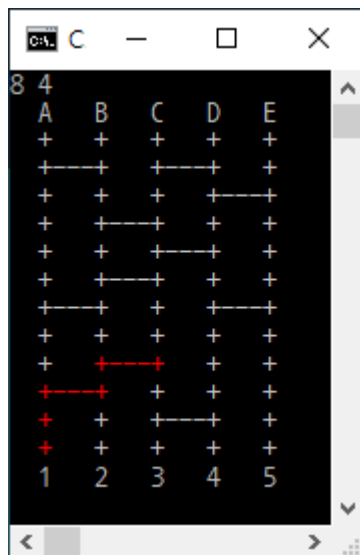 C
8 4
A B C D E
+   +   +   +   +
+---+   +---+   +
+   +   +   +---+
+   +---+   +   +
+   +   +---+   +
+   +---+   +   +
+---+   +   +---+
+   +   +   +   +
+   +---+   +   +
+---+   +   +   +
+   +   +---+   +
+   +   +   +   +
1 2 3 4 5